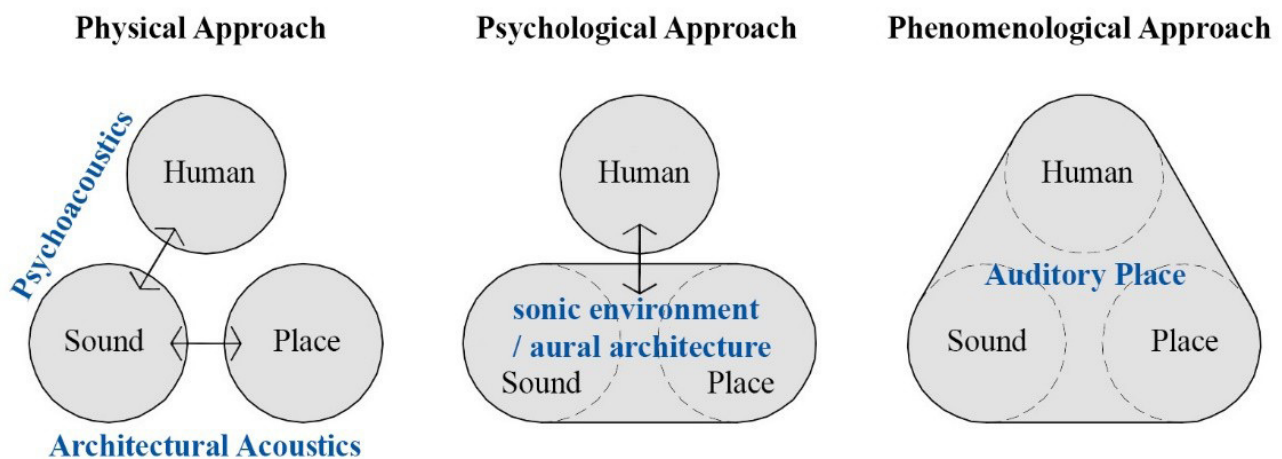 Physical Approach
Psychological Approach
Phenomenological Approach
Psychoacoustics
Human
Sound
Place
Architectural Acoustics
Human
sonic environment
/ aural architecture
Sound
Place
Human
Auditory Place
Sound
Place